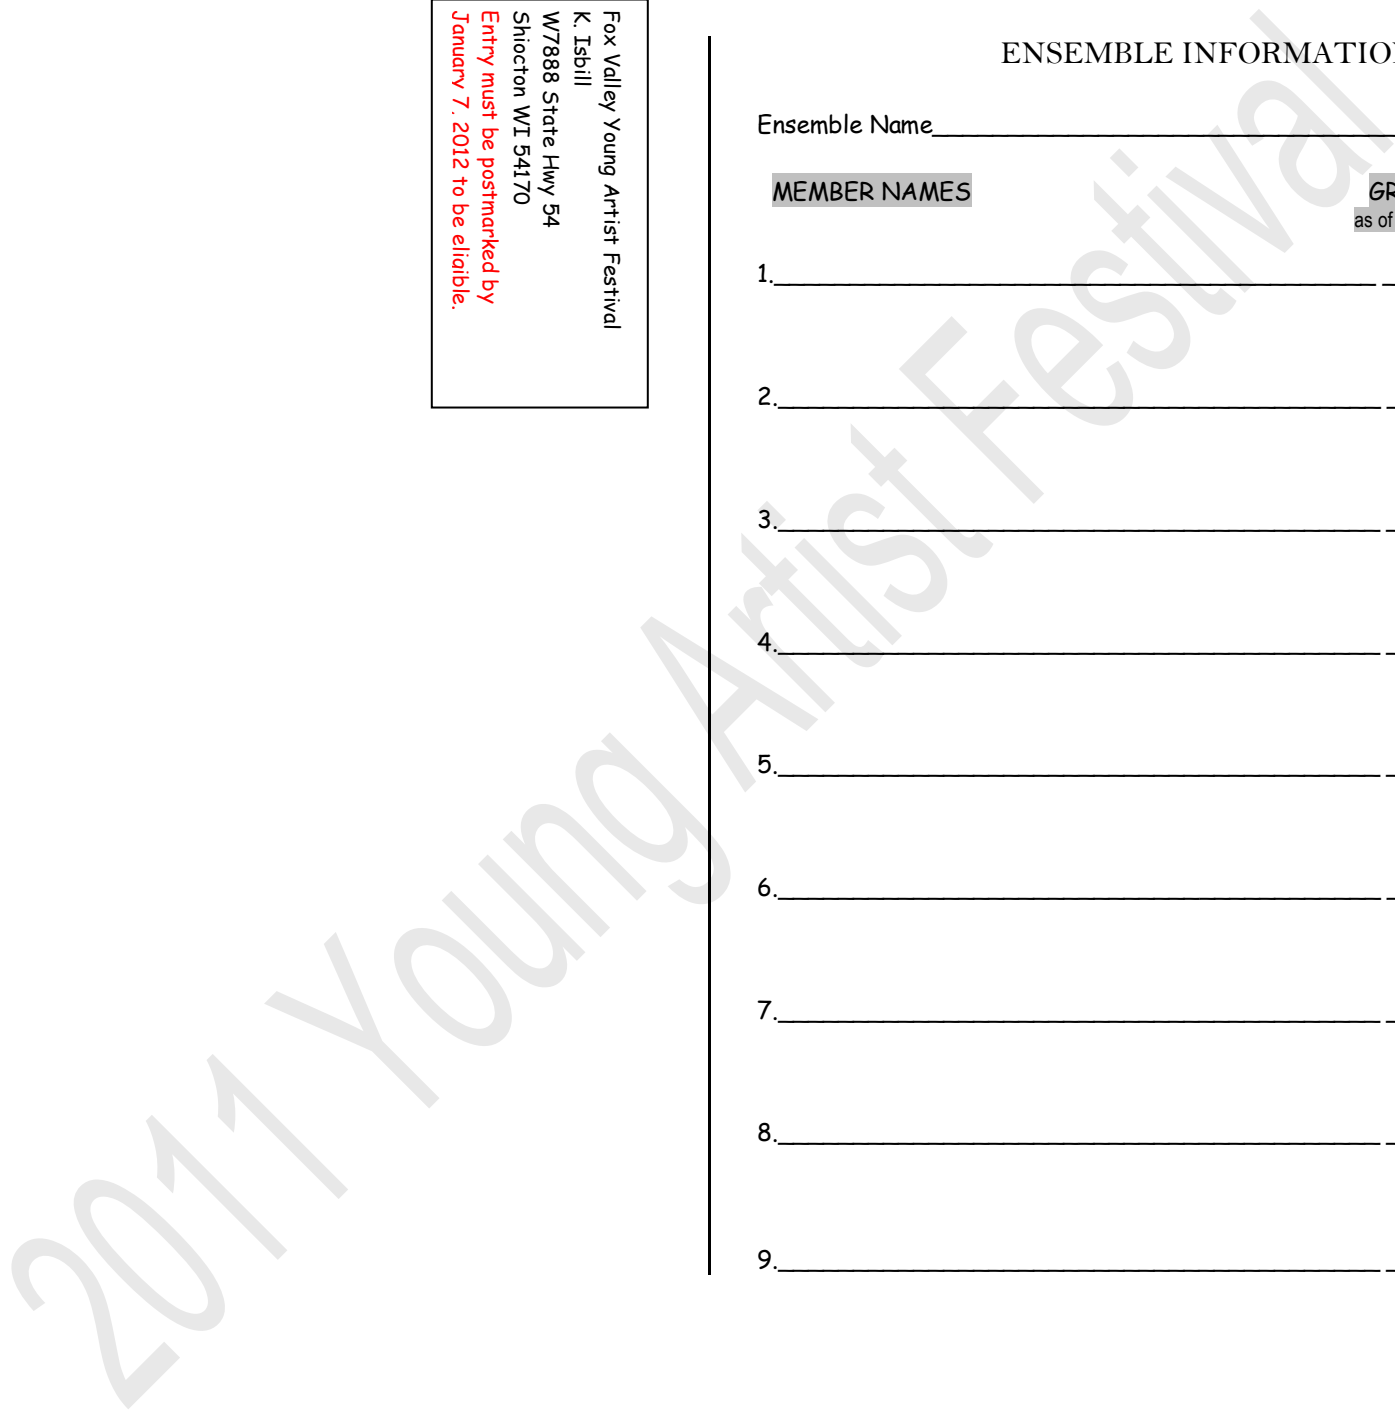 Fox Valley Young Artist Festival
K. Isbill
W7888 State Hwy 54
Shiocton WI 54170
Entry must be postmarked by
January 7. 2012 to be eligible.
ENSEMBLE INFORMATIO
Ensemble Name
MEMBER NAMES GR
as of
1.
2.
3.
4.
5.
6.
7.
8.
9.
2011 Young Artist Festival